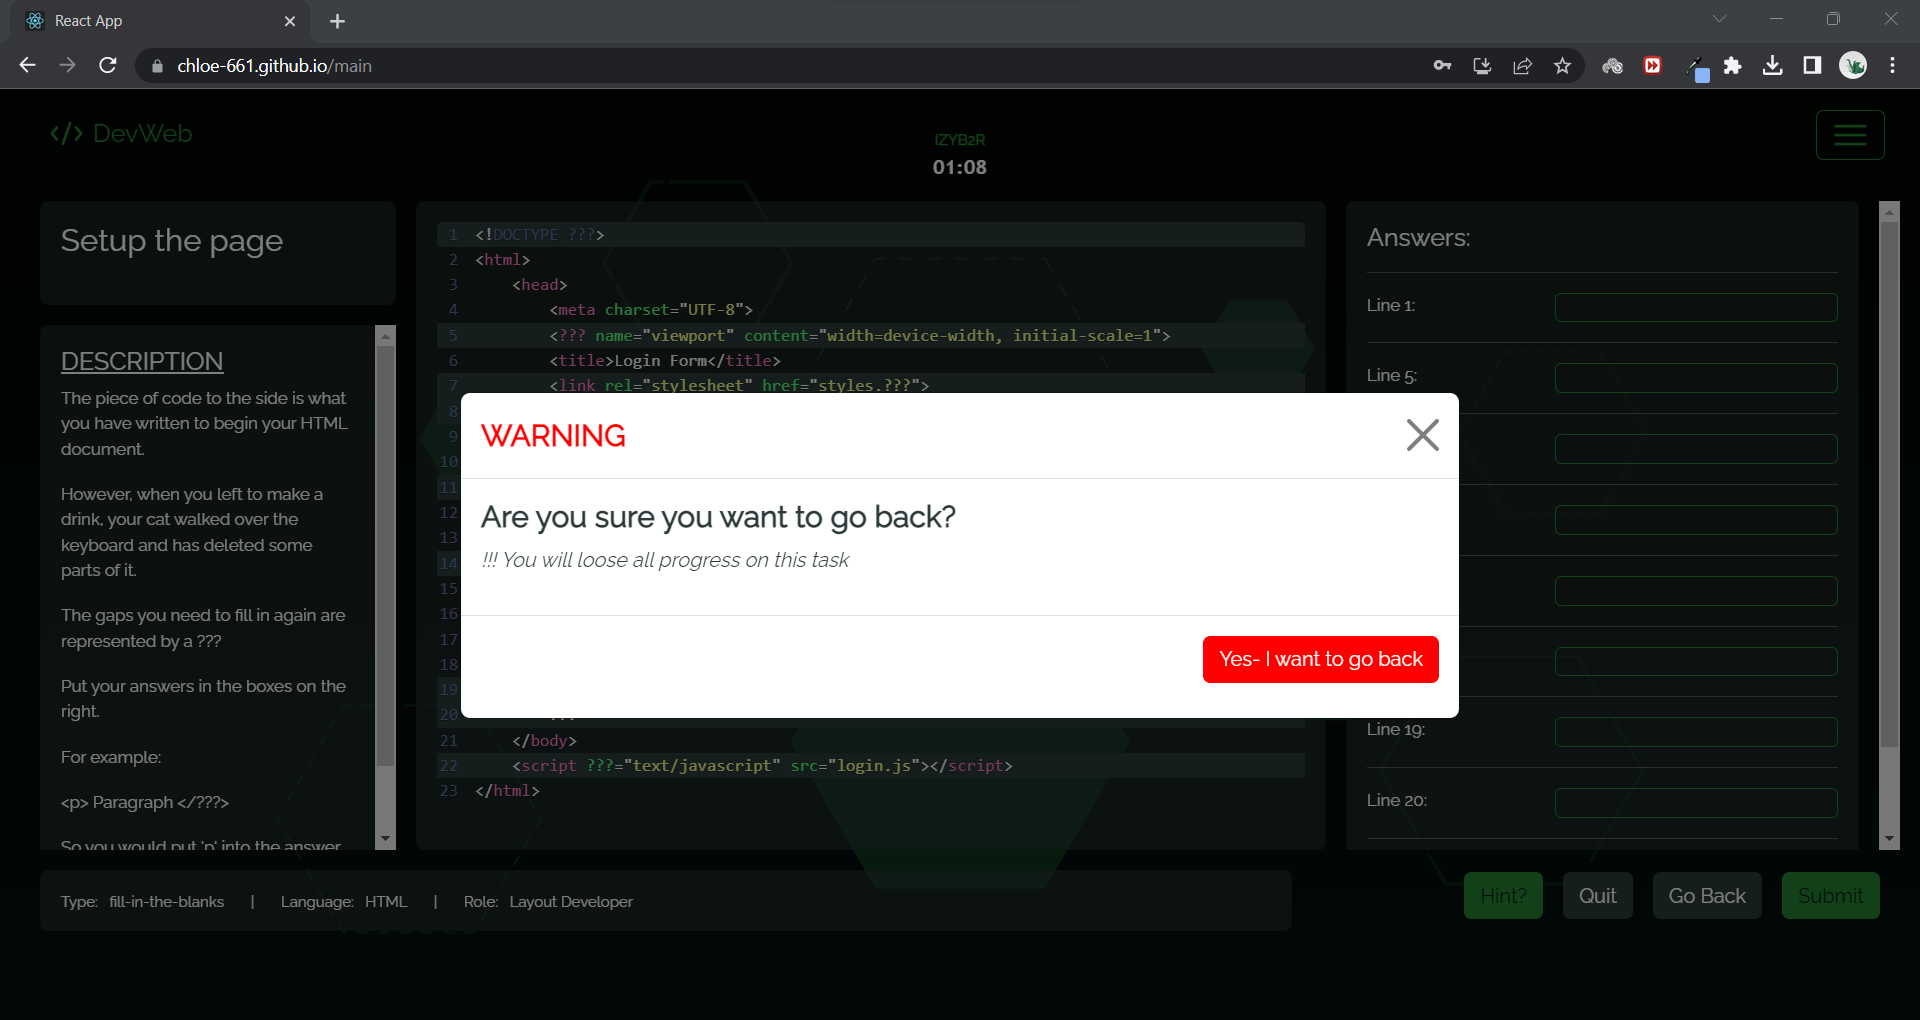 React App
chloe-661.github.io/main
</> DevWeb
IZYB2R
01:08
Setup the page
DESCRIPTION
The piece of code to the side is what
you have written to begin your HTML
document.
However, when you left to make a
drink, your cat walked over the
keyboard and has deleted some
parts of it.
The gaps you need to fill in again are
represented by a ???
Put your answers in the boxes on the
right.
For example:
<p> Paragraph </???>
So you would put 'p' into the answer
1 <!DOCTYPE ???>
2 <html>
3 <head>
4 <meta charset="UTF-8">
5 <??? name="viewport" content="width=device-width, initial-scale=1">
6 <title>Login Form</title>
7 <link rel="stylesheet" href="styles.???">
8
9
10
11
12
13
14
15
16
17
18
19
20
21 </body>
22 <script ???="text/javascript" src="login.js"></script>
23 </html>
WARNING
Are you sure you want to go back?
!!! You will loose all progress on this task
Yes- I want to go back
Answers:
Line 1:
Line 5:
Line 19:
Line 20:
Type: fill-in-the-blanks | Language: HTML | Role: Layout Developer
Hint?
Quit
Go Back
Submit